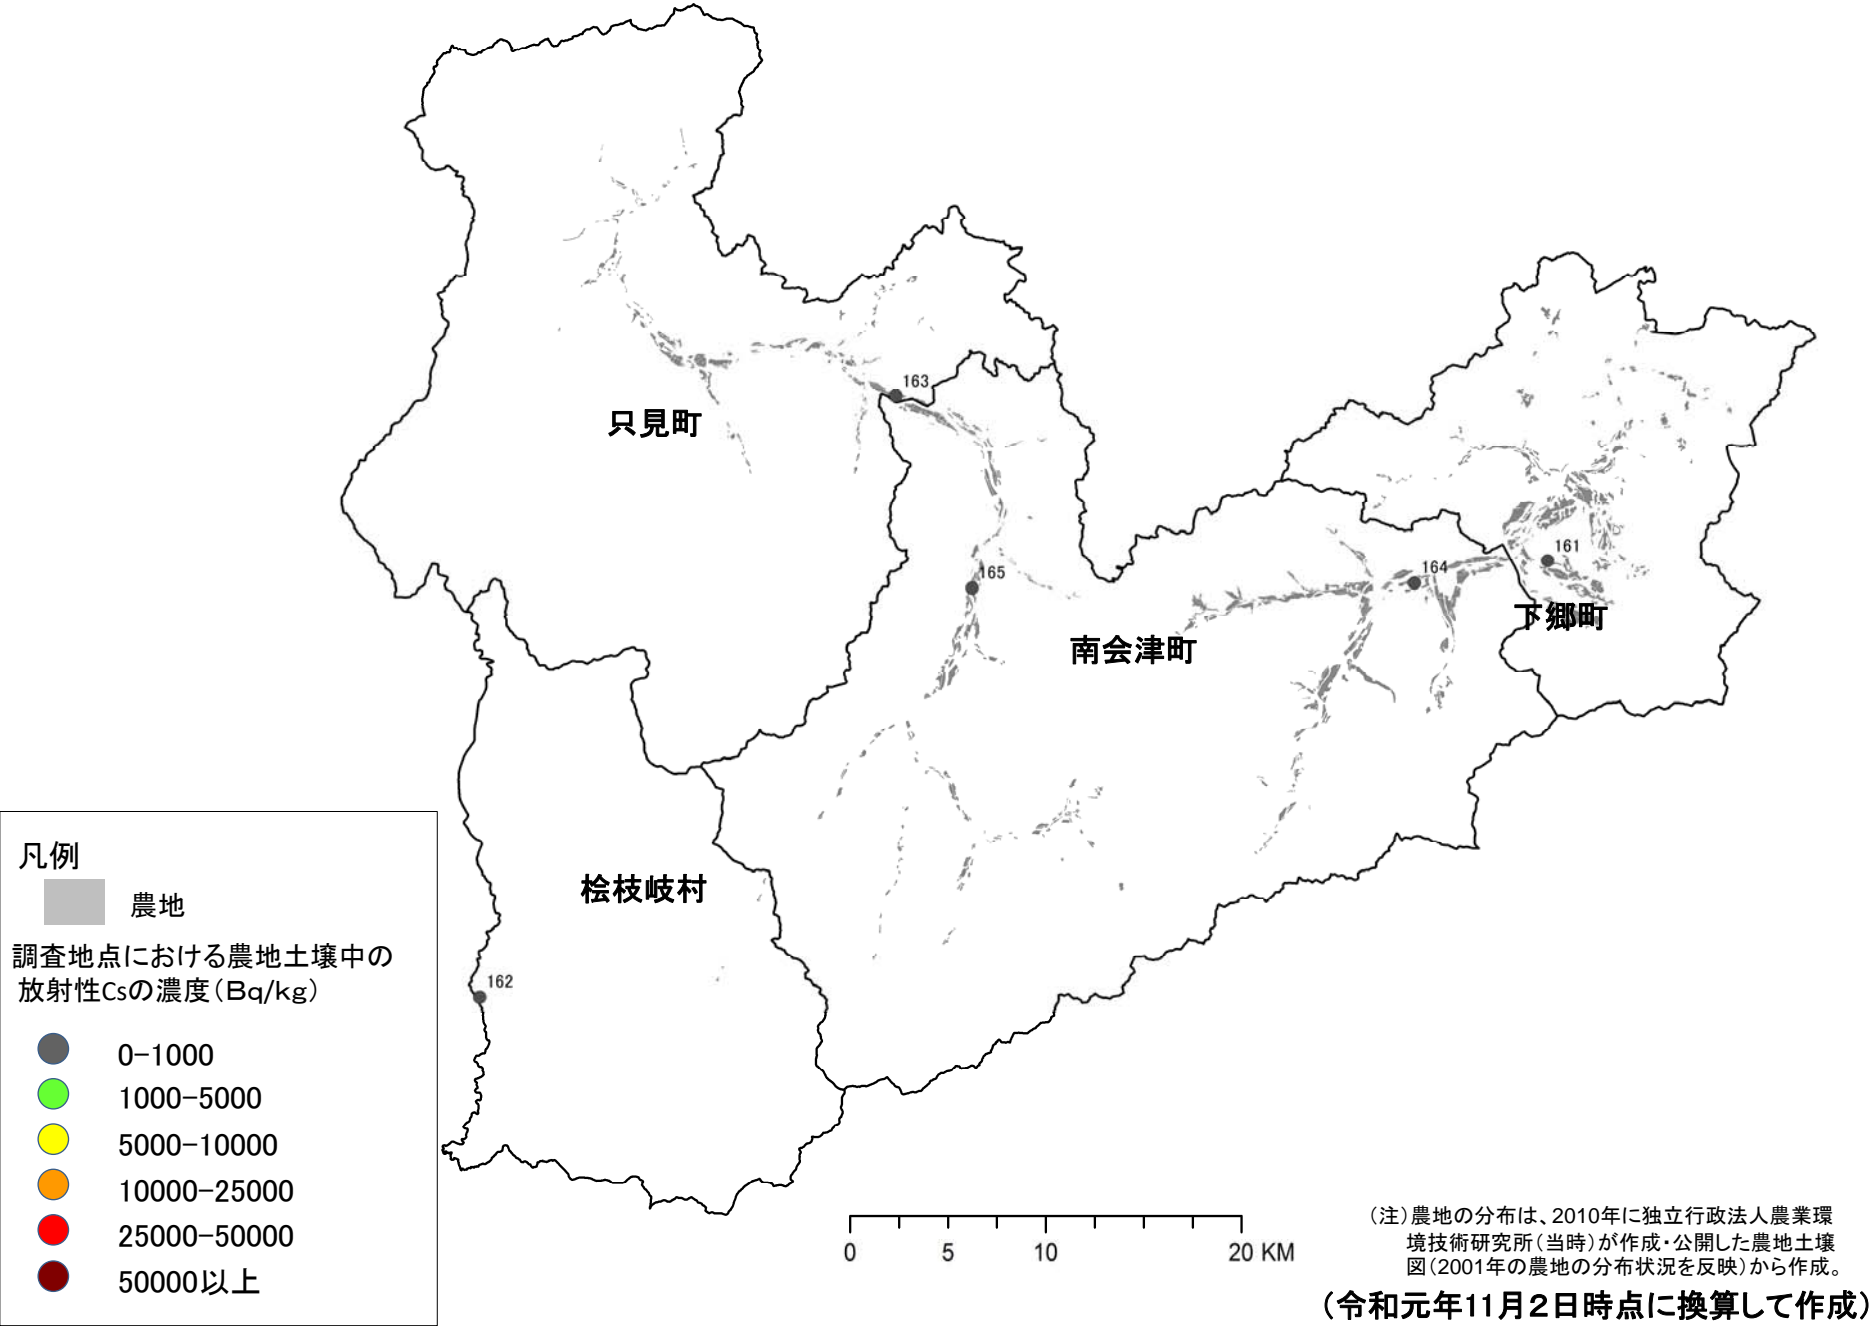 163
只見町
161
164
165
下郷町
南会津町
凡例
農地
桧枝岐村
調査地点における農地土壌中の
放射性Csの濃度（Bq/kg）
162
0-1000
1000-5000
5000-10000
10000-25000
25000-50000
50000以上
0 5 10 20 KM
（注）農地の分布は、2010年に独立行政法人農業環
境技術研究所（当時）が作成・公開した農地土壌
図（2001年の農地の分布状況を反映）から作成。
（令和元年11月２日時点に換算して作成）